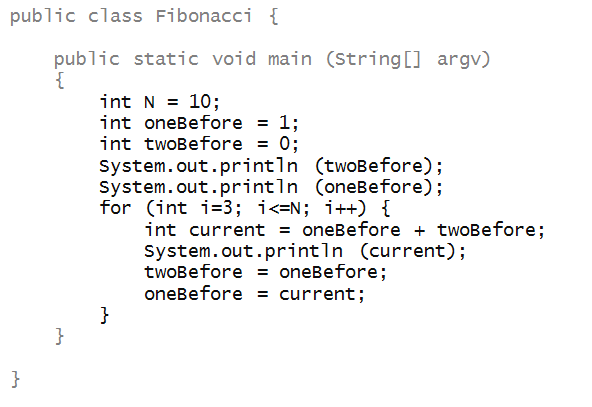 public class Fibonacci {
    public static void main (String[] argv)
    {
        int N = 10;
        int oneBefore = 1;
        int twoBefore = 0;
        System.out.println (twoBefore);
        System.out.println (oneBefore);
        for (int i=3; i<=N; i++) {
            int current = oneBefore + twoBefore;
            System.out.println (current);
            twoBefore = oneBefore;
            oneBefore = current;
        }
    }
}